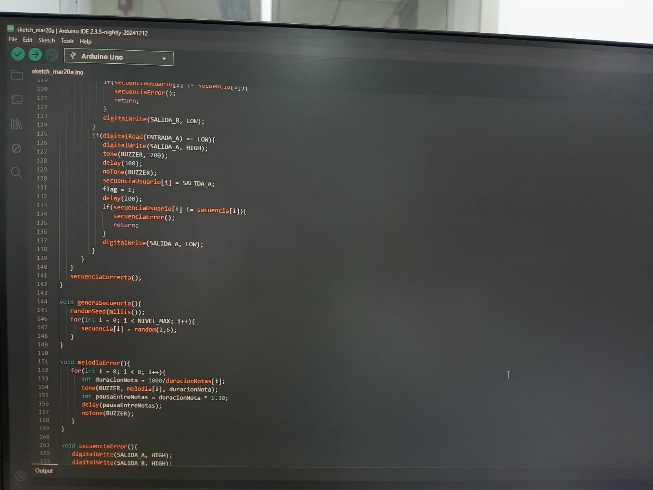 sketch_mar20a | Arduino IDE 2.3.5-nightly-20241212
File Edit Sketch Tools Help
Arduino Uno
sketch_mar20a.ino
119 if(secuenciaUsuario[i] != secuencia[i]){
120 secuenciaError();
121 return;
122 }
123 digitalWrite(SALIDA_B, LOW);
124 }
125 if(digitalRead(ENTRADA_A) == LOW){
126 digitalWrite(SALIDA_A, HIGH);
127 tone(BUZZER, 200);
128 delay(300);
129 noTone(BUZZER);
130 secuenciaUsuario[i] = SALIDA_A;
131 flag = 1;
132 delay(200);
133 if(secuenciaUsuario[i] != secuencia[i]){
134 secuenciaError();
135 return;
136 }
137 digitalWrite(SALIDA_A, LOW);
138 }
139 }
140 }
141 secuenciaCorrecta();
142 }
143
144 void generaSecuencia(){
145 randomSeed(millis());
146 for(int i = 0; i < NIVEL_MAX; i++){
147 secuencia[i] = random(2,6);
148 }
149 }
150
151 void melodiaError(){
152 for(int i = 0; i < 8; i++){
153 int duracionNota = 1000/duracionNotas[i];
154 tone(BUZZER, melodia[i], duracionNota);
155 int pausaEntreNotas = duracionNota * 1.30;
156 delay(pausaEntreNotas);
157 noTone(BUZZER);
158 }
159 }
160
161 void secuenciaError(){
162 digitalWrite(SALIDA_A, HIGH);
163 digitalWrite(SALIDA_B, HIGH);
Output